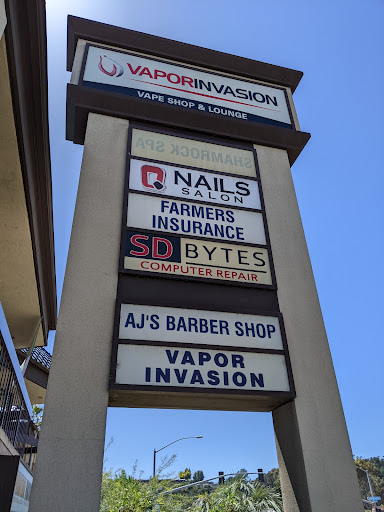 VAPORINVASION
VAPE SHOP & LOUNGE
SHAMROCK SPA
NAILS
SALON
FARMERS
INSURANCE
SD BYTES
COMPUTER REPAIR
AJ'S BARBER SHOP
VAPOR
INVASION